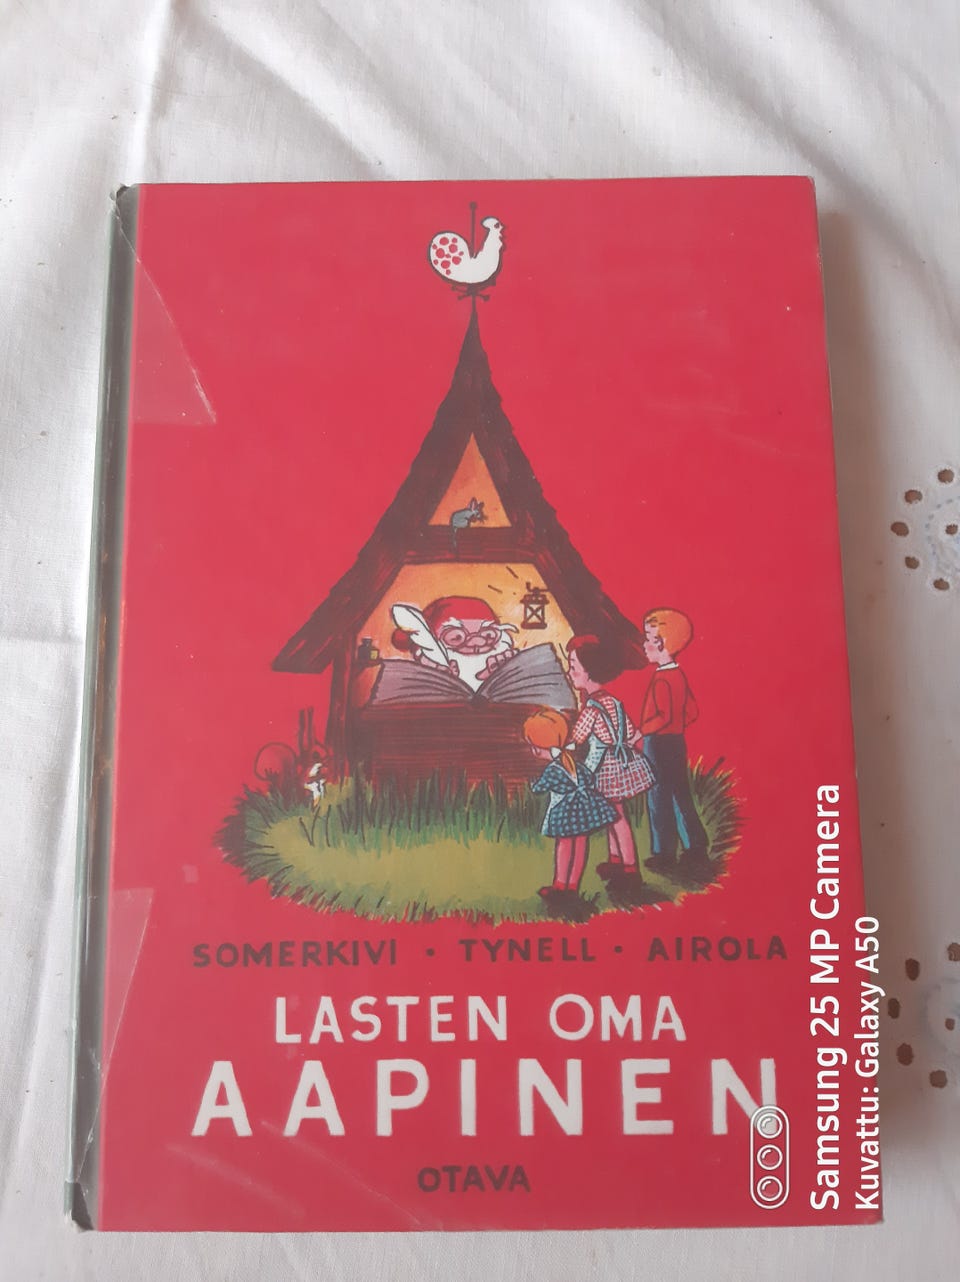 SOMERKIVI · TYNELL · AIROLA
LASTEN OMA
AAPINEN
OTAVA
Samsung 25 MP Camera
Kuvattu: Galaxy A50